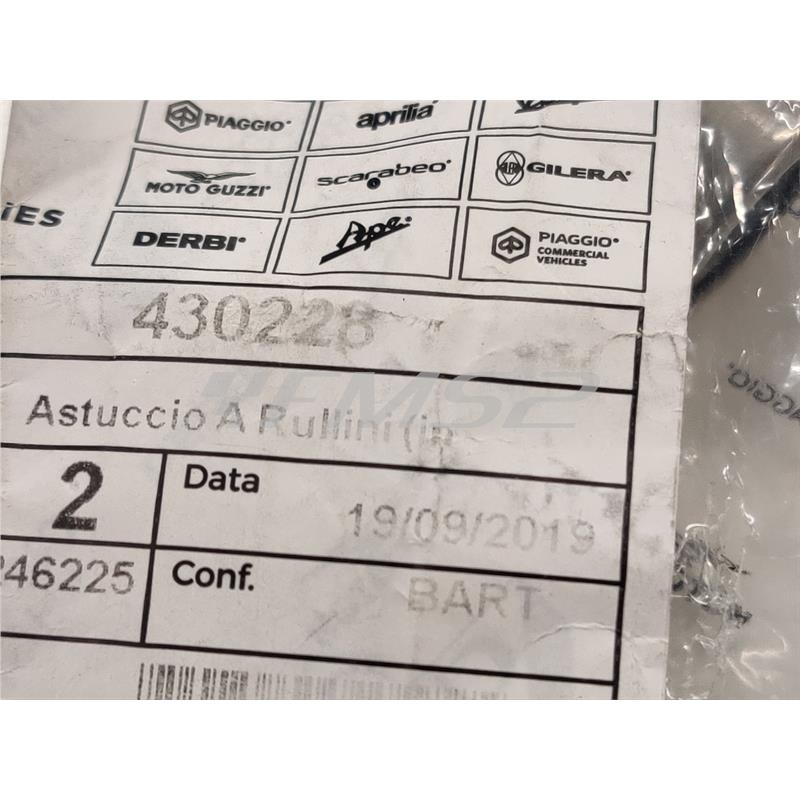 PIAGGIO
aprilia
MOTO GUZZI
scarabeo
GILERA
iES
DERBI
Ape
PIAGGIO
COMMERCIAL
VEHICLES
430228
Astuccio A Rullini (in
2
Data
19/09/2019
246225
Conf.
BART